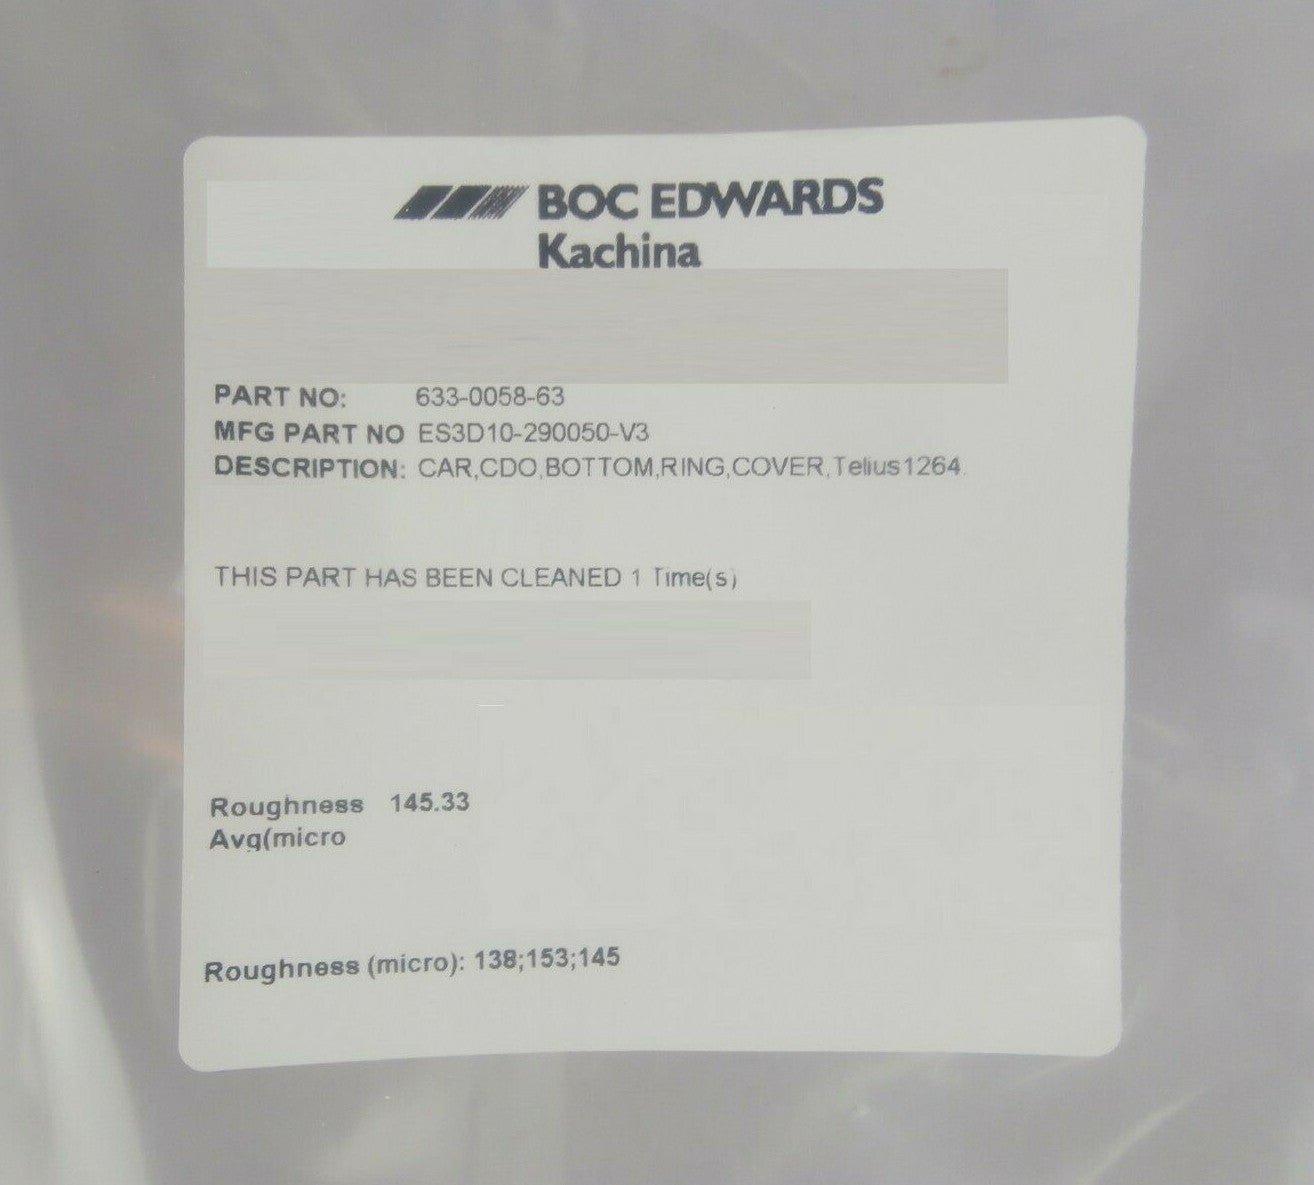 BOC EDWARDS
Kachina
PART NO: 633-0058-63
MFG PART NO ES3D10-290050-V3
DESCRIPTION: CAR,CDO,BOTTOM,RING,COVER,Telius1264
THIS PART HAS BEEN CLEANED 1 Time(s)
Roughness 145.33
Avg(micro
Roughness (micro): 138;153;145